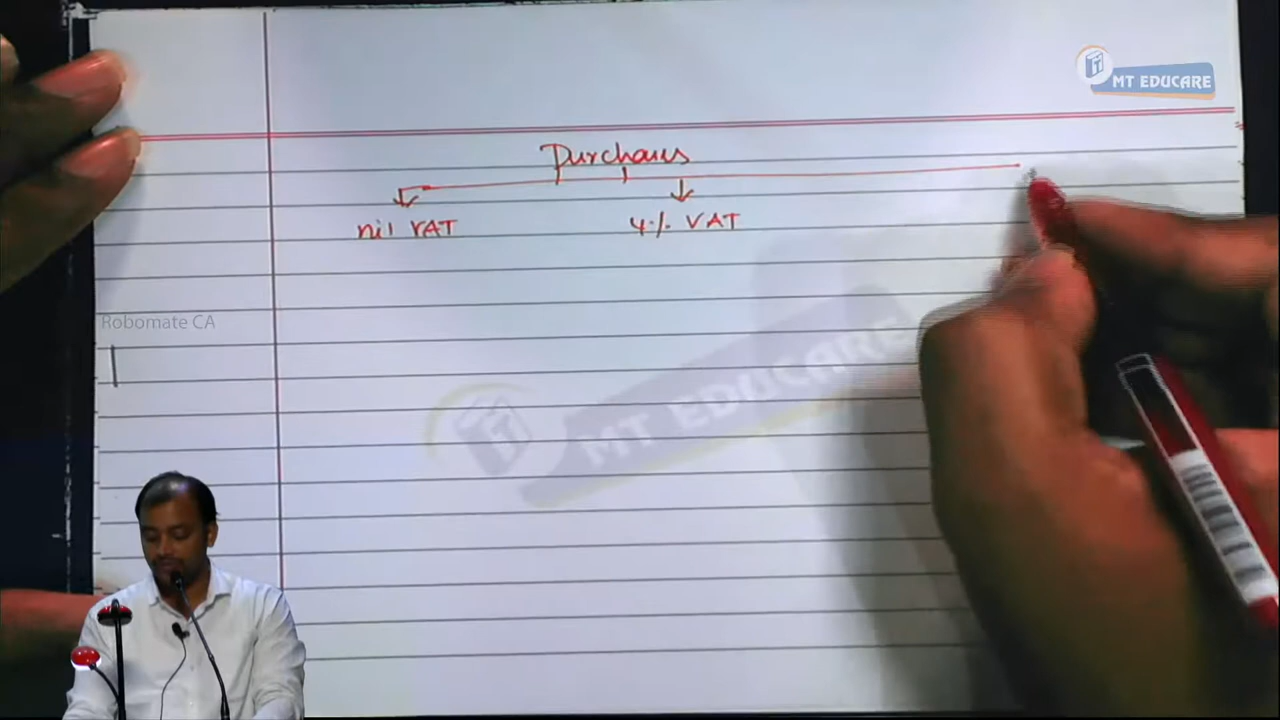 MT EDUCARE
Purchases
nil VAT 4% VAT
Robomate CA
MT EDUCARE